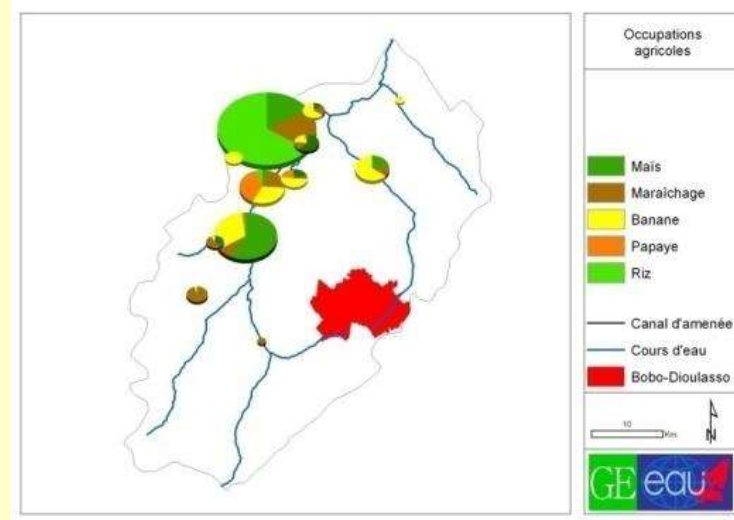 Occupations
agricoles
Maïs
Maraîchage
Banane
Papaye
Riz
Canal d'amenée
Cours d'eau
Bobo-Dioulasso
10
Km
N
GE eau